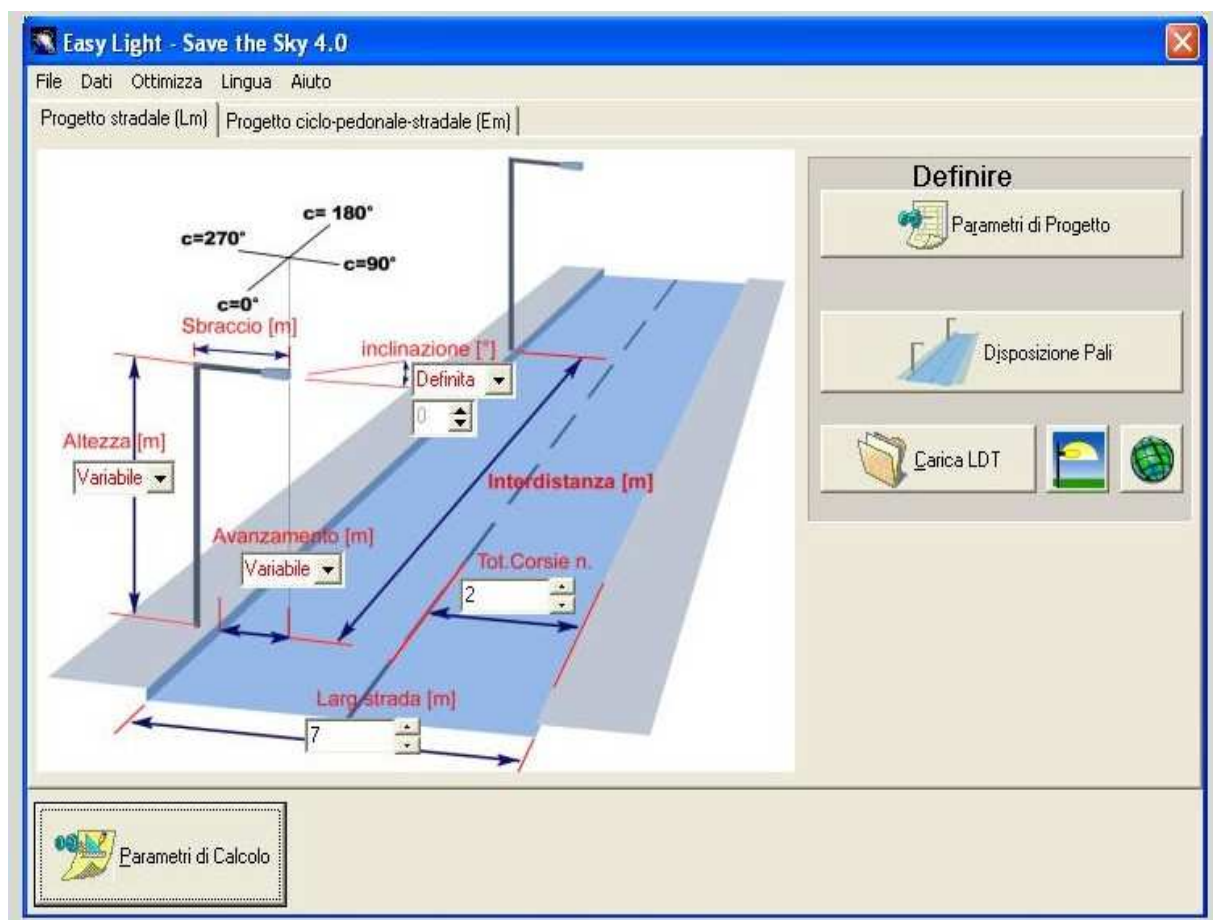 Easy Light - Save the Sky 4.0
File Dati Ottimizza Lingua Aiuto
Progetto stradale (Lm) Progetto ciclo-pedonale-stradale (Em)
c= 180°
c=270°
c=90°
c=0°
Sbraccio [m]
inclinazione [°]
Definita
0
Altezza [m]
Variabile
Interdistanza [m]
Avanzamento [m]
Variabile
Tot.Corsie n.
2
Larg.strada [m]
7
Definire
Parametri di Progetto
Disposizione Pali
Carica LDT
Parametri di Calcolo